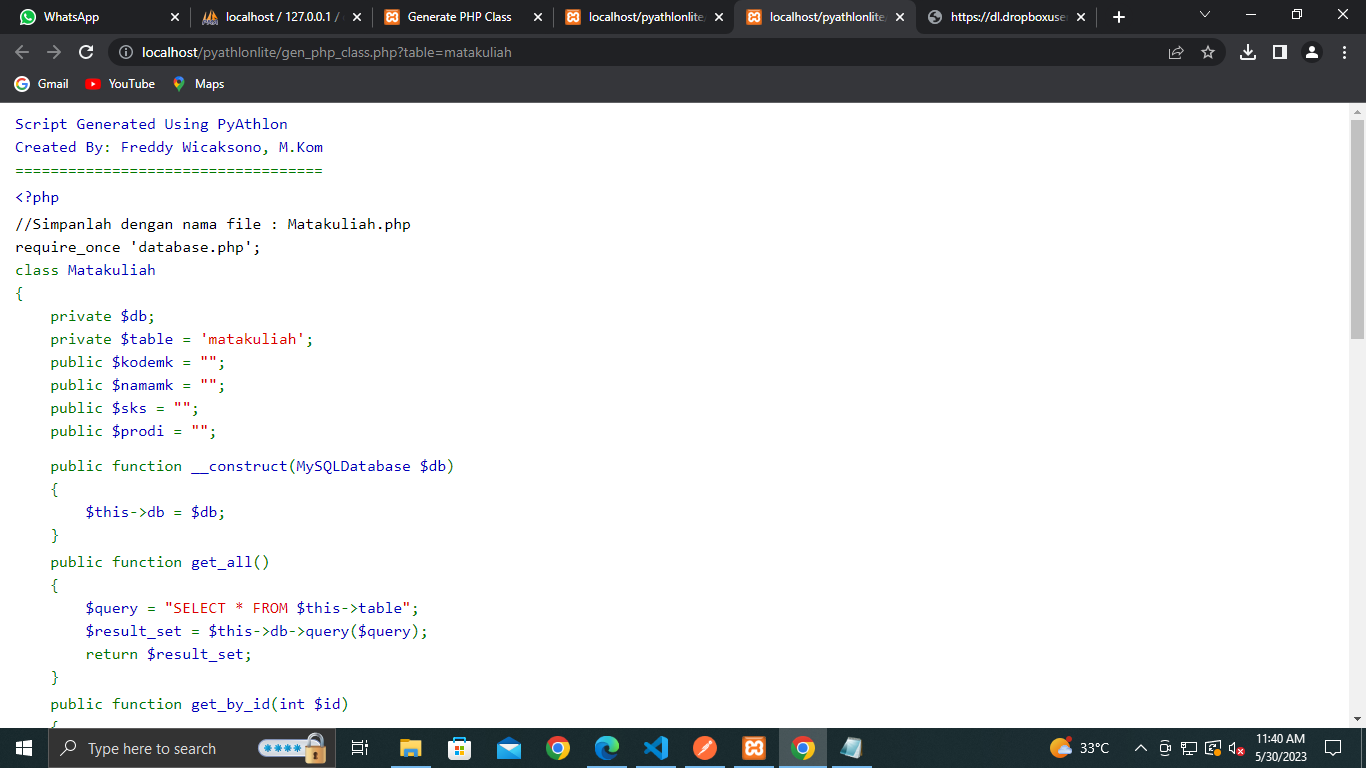 WhatsApp
localhost / 127.0.0.1 /
Generate PHP Class
localhost/pyathlonlite
localhost/pyathlonlite
https://dl.dropboxuse
localhost/pyathlonlite/gen_php_class.php?table=matakuliah
Gmail
YouTube
Maps
Script Generated Using PyAthlon
Created By: Freddy Wicaksono, M.Kom
===================================
<?php
//Simpanlah dengan nama file : Matakuliah.php
require_once 'database.php';
class Matakuliah
{
    private $db;
    private $table = 'matakuliah';
    public $kodemk = "";
    public $namamk = "";
    public $sks = "";
    public $prodi = "";
    public function __construct(MySQLDatabase $db)
    {
        $this->db = $db;
    }
    public function get_all()
    {
        $query = "SELECT * FROM $this->table";
        $result_set = $this->db->query($query);
        return $result_set;
    }
    public function get_by_id(int $id)
    {
Type here to search
33°C
11:40 AM
5/30/2023